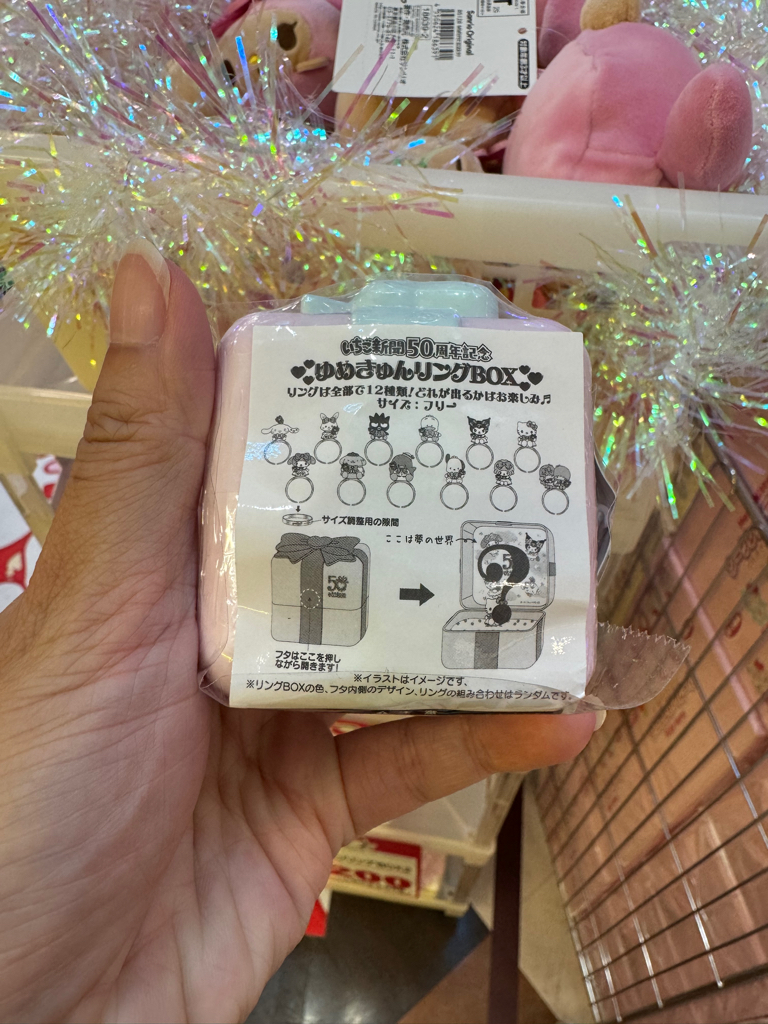 Sanrio Original
いちご新聞50周年記念
ゆめきゅんリングBOX
リングは全部で12種類!どれが出るかはお楽しみ♬
サイズ:フリー
サイズ調整用の隙間
ここは夢の世界
50
?
フタはここを押し
ながら開きます!
※イラストはイメージです。
※リングBOXの色、フタ内側のデザイン、リングの組み合わせはランダムです。
200